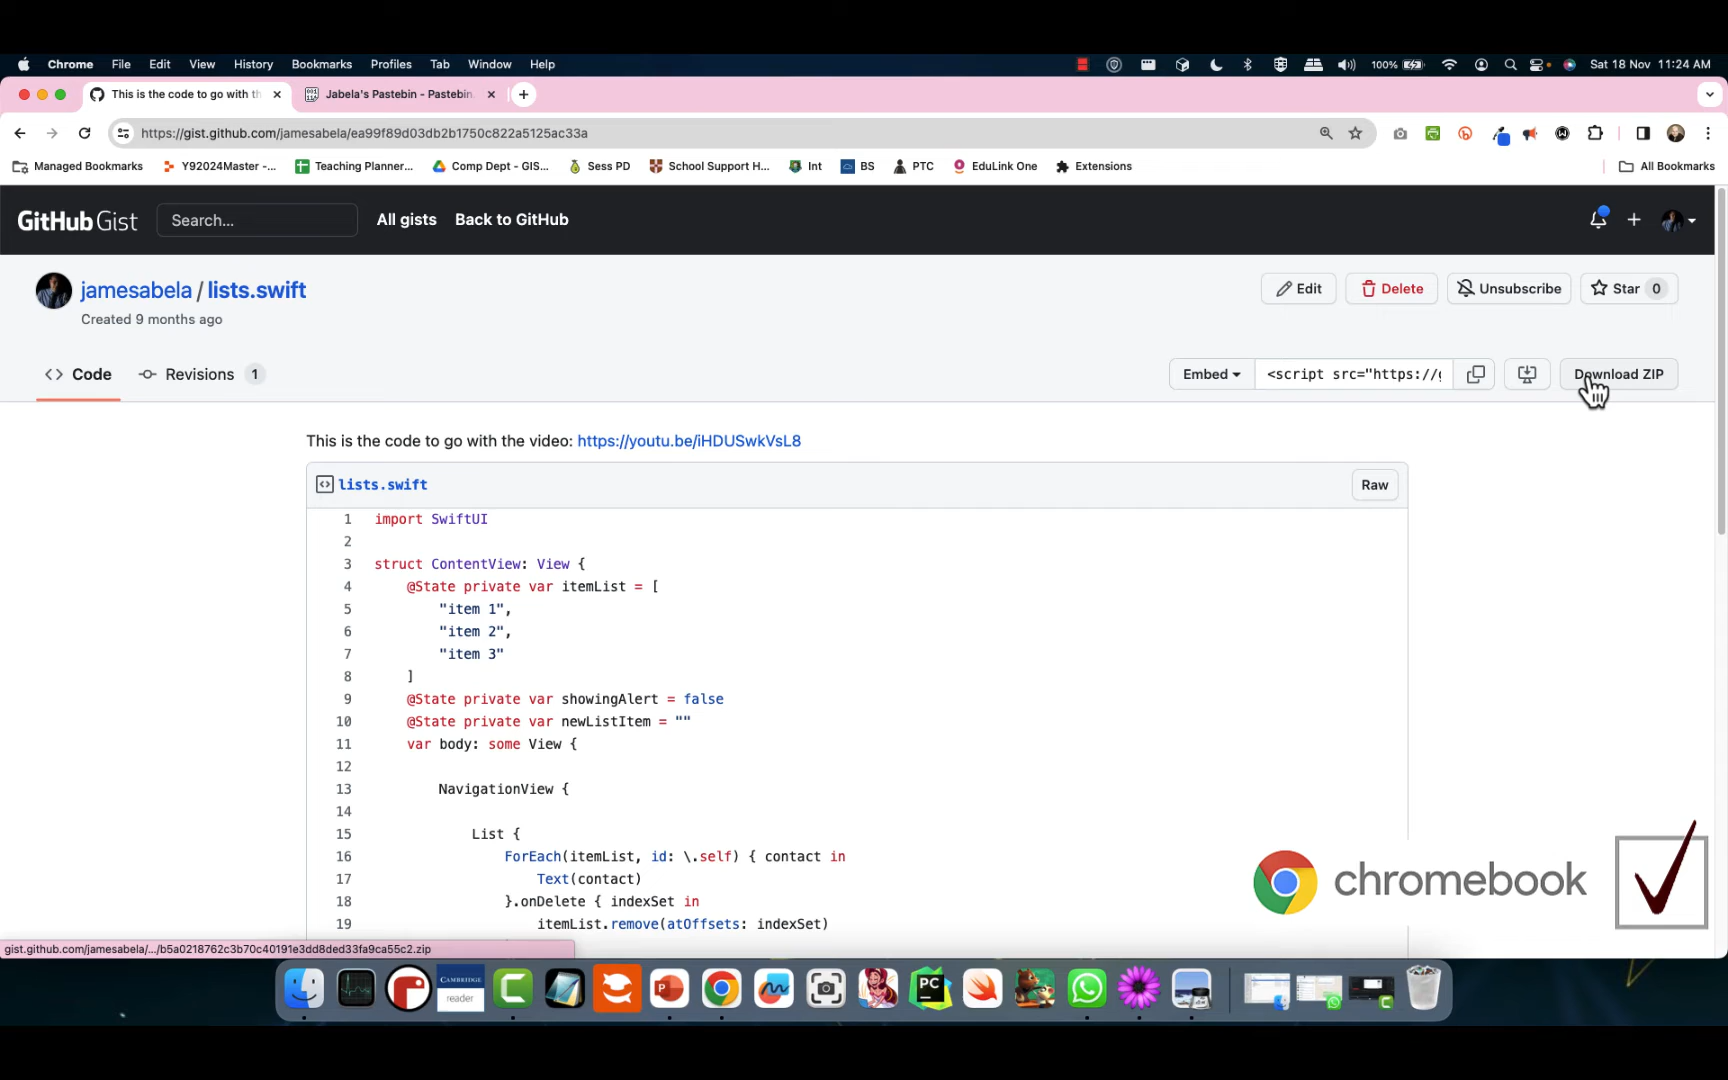 Chrome File Edit View History Bookmarks Profiles Tab Window Help 100% Sat 18 Nov 11:24 AM
This is the code to go with th Jabela's Pastebin - Pastebin.
https://gist.github.com/jamesabela/ea99f89d03db2b1750c822a5125ac33a
Managed Bookmarks Y92024Master -... Teaching Planner... Comp Dept - GIS... Sess PD School Support H... Int BS PTC EduLink One Extensions All Bookmarks
GitHub Gist Search... All gists Back to GitHub
jamesabela / lists.swift Edit Delete Unsubscribe Star 0
Created 9 months ago
<> Code Revisions 1 Embed <script src="https://g Download ZIP
This is the code to go with the video: https://youtu.be/iHDUSwkVsL8
lists.swift Raw
1 import SwiftUI
2
3 struct ContentView: View {
4 @State private var itemList = [
5 "item 1",
6 "item 2",
7 "item 3"
8 ]
9 @State private var showingAlert = false
10 @State private var newListItem = ""
11 var body: some View {
12
13 NavigationView {
14
15 List {
16 ForEach(itemList, id: \.self) { contact in
17 Text(contact)
18 }.onDelete { indexSet in
19 itemList.remove(atOffsets: indexSet)
chromebook
gist.github.com/jamesabela/.../b5a0218762c3b70c40191e3dd8ded33fa9ca55c2.zip
CAMBRIDGE
reader
PC